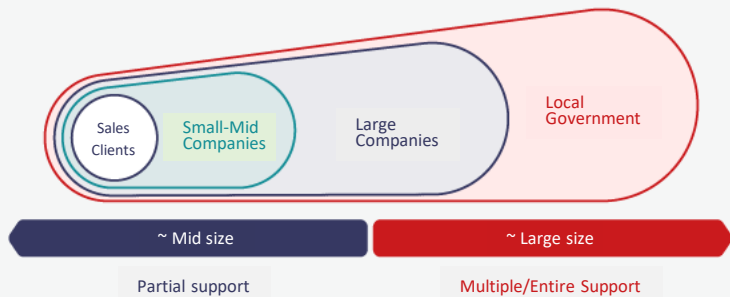 Sales
Clients
Small-Mid
Companies
Large
Companies
Local
Government
~ Mid size
~ Large size
Partial support
Multiple/Entire Support